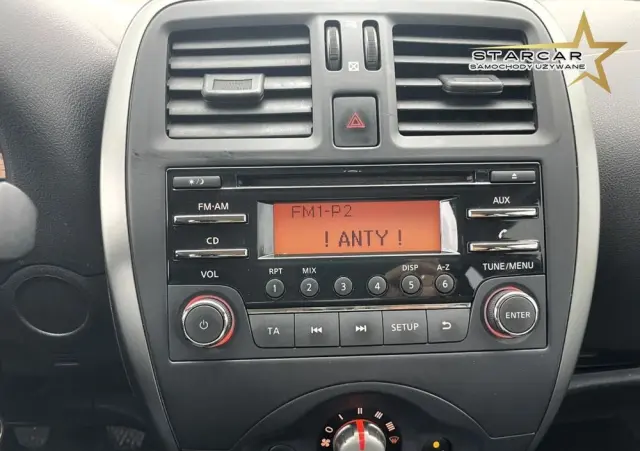 STARCAR
SAMOCHODY UŻYWANE
FM-AM
FM1-P2
! ANTY !
AUX
CD
VOL
RPT MIX DISP A-Z
1 2 3 4 5 6
TUNE/MENU
TA SETUP
ENTER
0